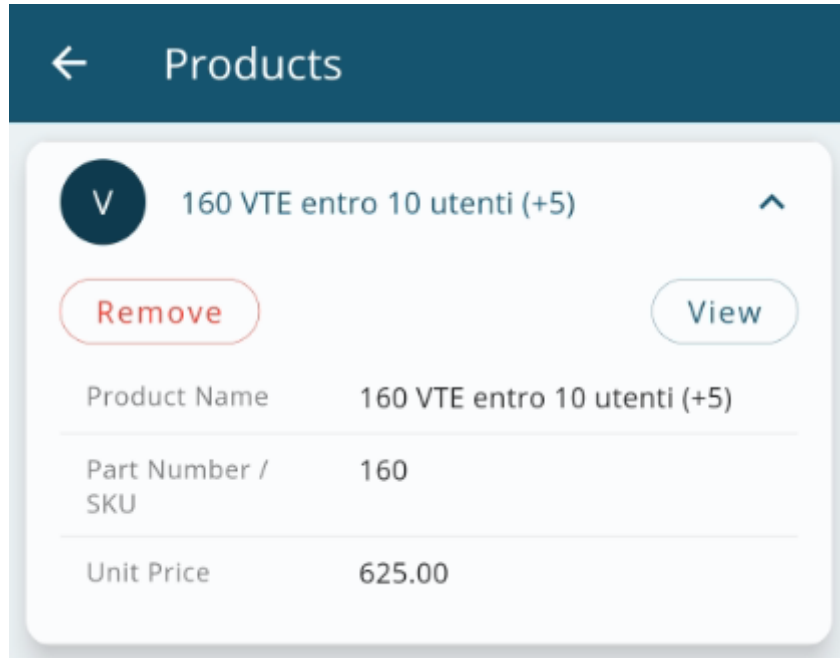 Products
V
160 VTE entro 10 utenti (+5)
Remove
View
Product Name
160 VTE entro 10 utenti (+5)
Part Number /
SKU
160
Unit Price
625.00